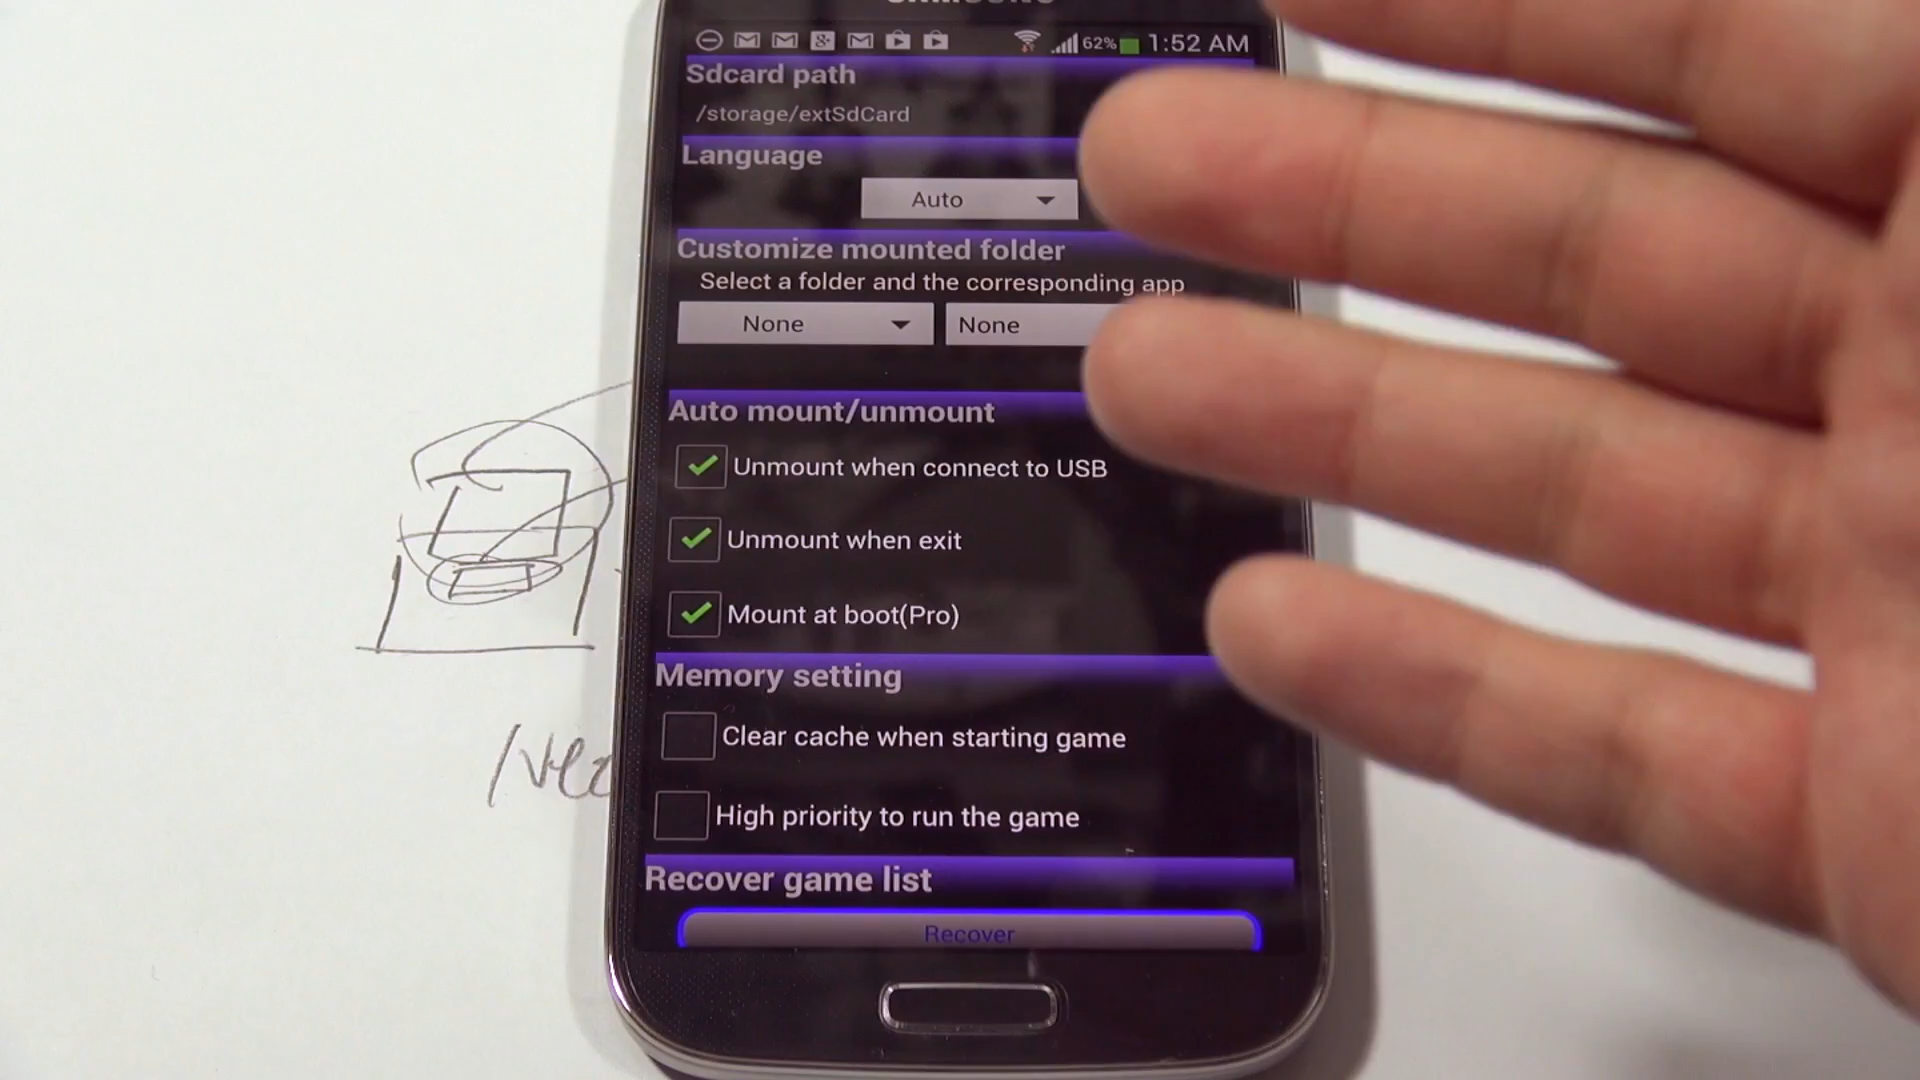 SAMSUNG
62% 1:52 AM
Sdcard path
/storage/extSdCard
Language
Auto
Customize mounted folder
Select a folder and the corresponding app
None None
Auto mount/unmount
Unmount when connect to USB
Unmount when exit
Mount at boot(Pro)
Memory setting
Clear cache when starting game
High priority to run the game
Recover game list
Recover